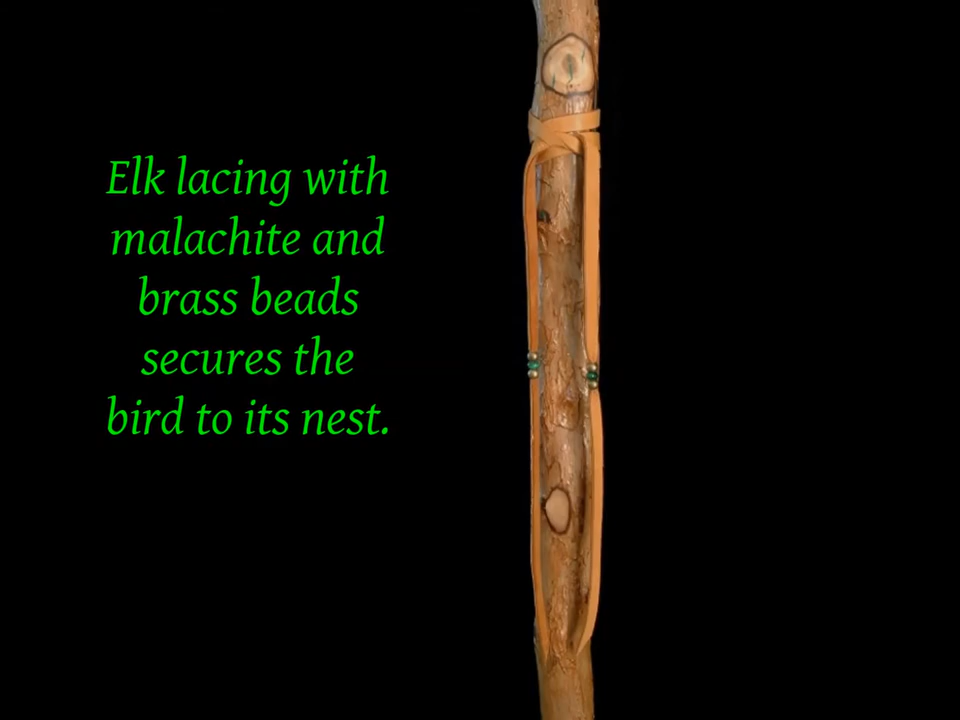 Elk lacing with
malachite and
brass beads
secures the
bird to its nest.